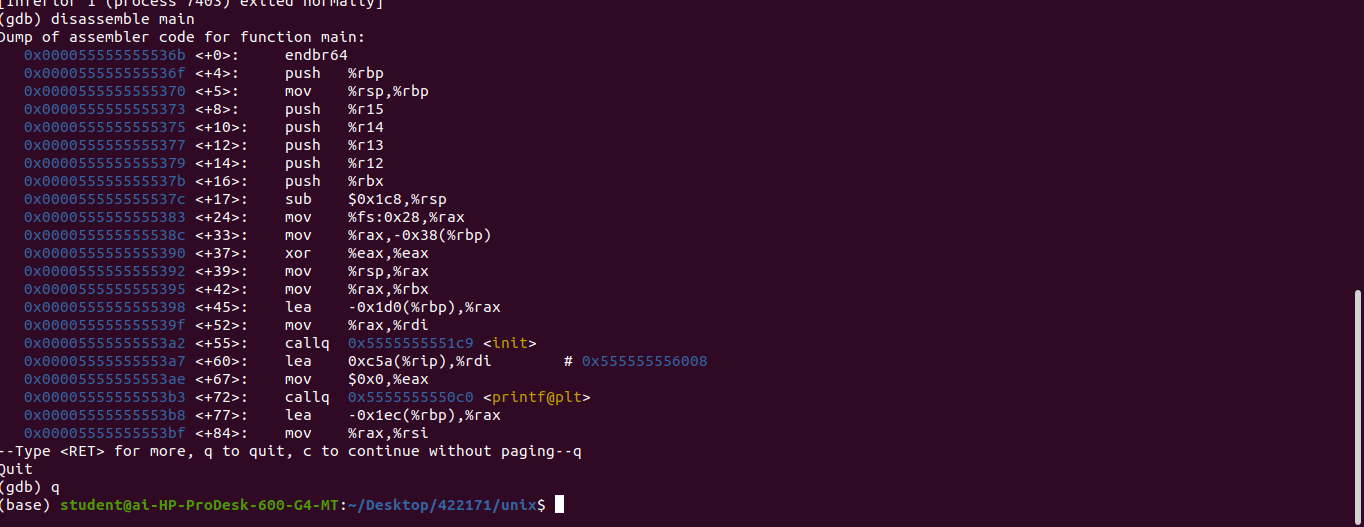 [Inferior 1 (process 7403) exited normally]
(gdb) disassemble main
Dump of assembler code for function main:
   0x000055555555536b <+0>:     endbr64
   0x000055555555536f <+4>:     push   %rbp
   0x0000555555555370 <+5>:     mov    %rsp,%rbp
   0x0000555555555373 <+8>:     push   %r15
   0x0000555555555375 <+10>:    push   %r14
   0x0000555555555377 <+12>:    push   %r13
   0x0000555555555379 <+14>:    push   %r12
   0x000055555555537b <+16>:    push   %rbx
   0x000055555555537c <+17>:    sub    $0x1c8,%rsp
   0x0000555555555383 <+24>:    mov    %fs:0x28,%rax
   0x000055555555538c <+33>:    mov    %rax,-0x38(%rbp)
   0x0000555555555390 <+37>:    xor    %eax,%eax
   0x0000555555555392 <+39>:    mov    %rsp,%rax
   0x0000555555555395 <+42>:    mov    %rax,%rbx
   0x0000555555555398 <+45>:    lea    -0x1d0(%rbp),%rax
   0x000055555555539f <+52>:    mov    %rax,%rdi
   0x00005555555553a2 <+55>:    callq  0x5555555551c9 <init>
   0x00005555555553a7 <+60>:    lea    0xc5a(%rip),%rdi        # 0x555555556008
   0x00005555555553ae <+67>:    mov    $0x0,%eax
   0x00005555555553b3 <+72>:    callq  0x5555555550c0 <printf@plt>
   0x00005555555553b8 <+77>:    lea    -0x1ec(%rbp),%rax
   0x00005555555553bf <+84>:    mov    %rax,%rsi
--Type <RET> for more, q to quit, c to continue without paging--q
Quit
(gdb) q
(base) student@ai-HP-ProDesk-600-G4-MT:~/Desktop/422171/unix$